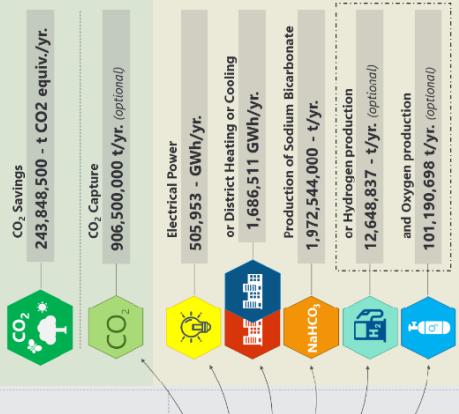 CO₂ Savings
243,848,500 - t CO2 equiv./yr.
CO₂ Capture
906,500,000 t/yr. (optional)
Electrical Power
505,953 - GWh/yr.
or District Heating or Cooling
1,686,511 GWh/yr.
Production of Sodium Bicarbonate
1,972,544,000 - t/yr.
or Hydrogen production
12,648,837 - t/yr. (optional)
and Oxygen production
101,190,698 t/yr. (optional)
CO₂
CO₂
NaHCO₃
H₂